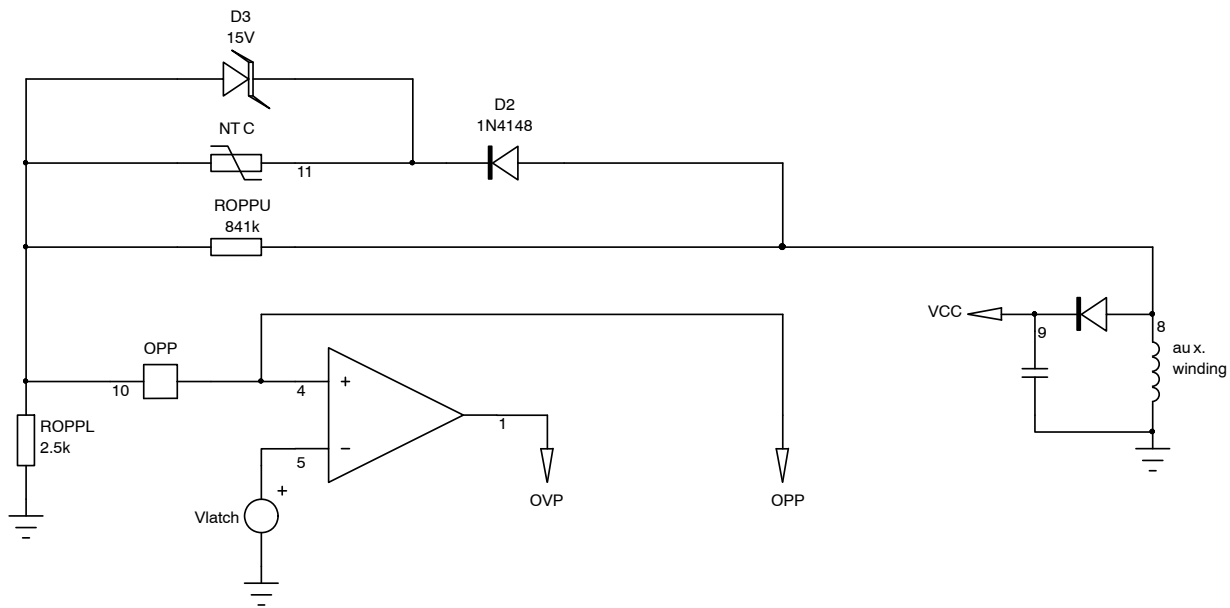 D3
15V
D2
1N4148
NTC
11
ROPPU
841k
VCC
9
8
aux.
winding
OPP
10
4
+
1
ROPPL
2.5k
5
−
+
Vlatch
OVP
OPP